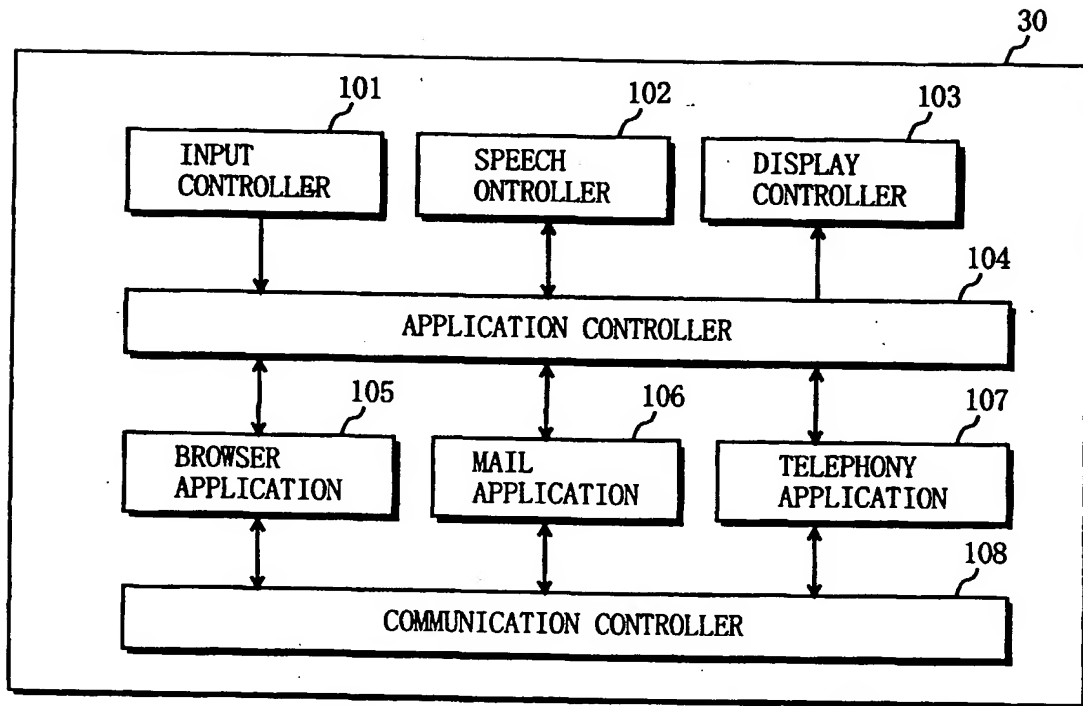 30
101
102
103
INPUT
CONTROLLER
SPEECH
ONTROLLER
DISPLAY
CONTROLLER
104
APPLICATION CONTROLLER
105
106
107
BROWSER
APPLICATION
MAIL
APPLICATION
TELEPHONY
APPLICATION
108
COMMUNICATION CONTROLLER